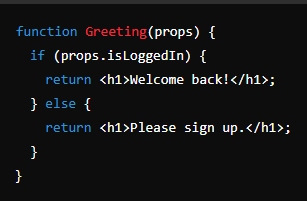 function Greeting(props) {
  if (props.isLoggedIn) {
    return <h1>Welcome back!</h1>;
  } else {
    return <h1>Please sign up.</h1>;
  }
}